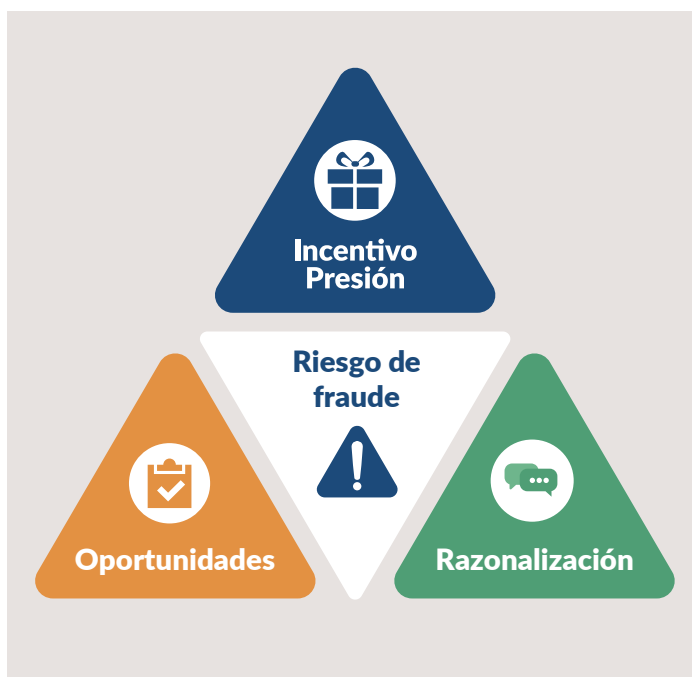 Incentivo
Presión
Riesgo de
fraude
Oportunidades
Razonalización